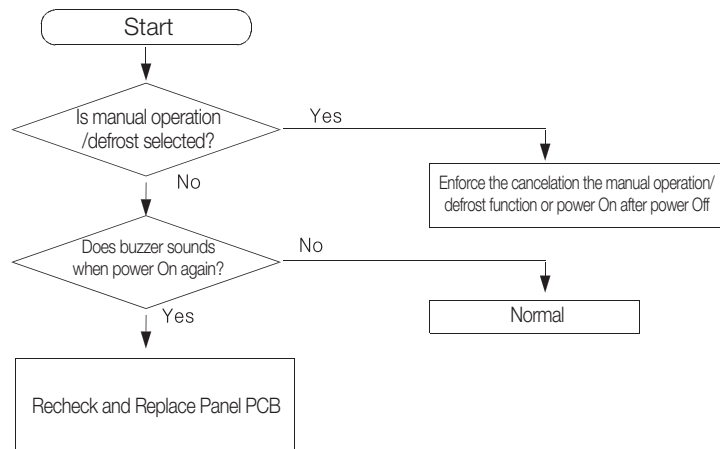 Start
Is manual operation
/defrost selected?
Yes
Enforce the cancelation the manual operation/
defrost function or power On after power Off
No
Does buzzer sounds
when power On again?
No
Normal
Yes
Recheck and Replace Panel PCB